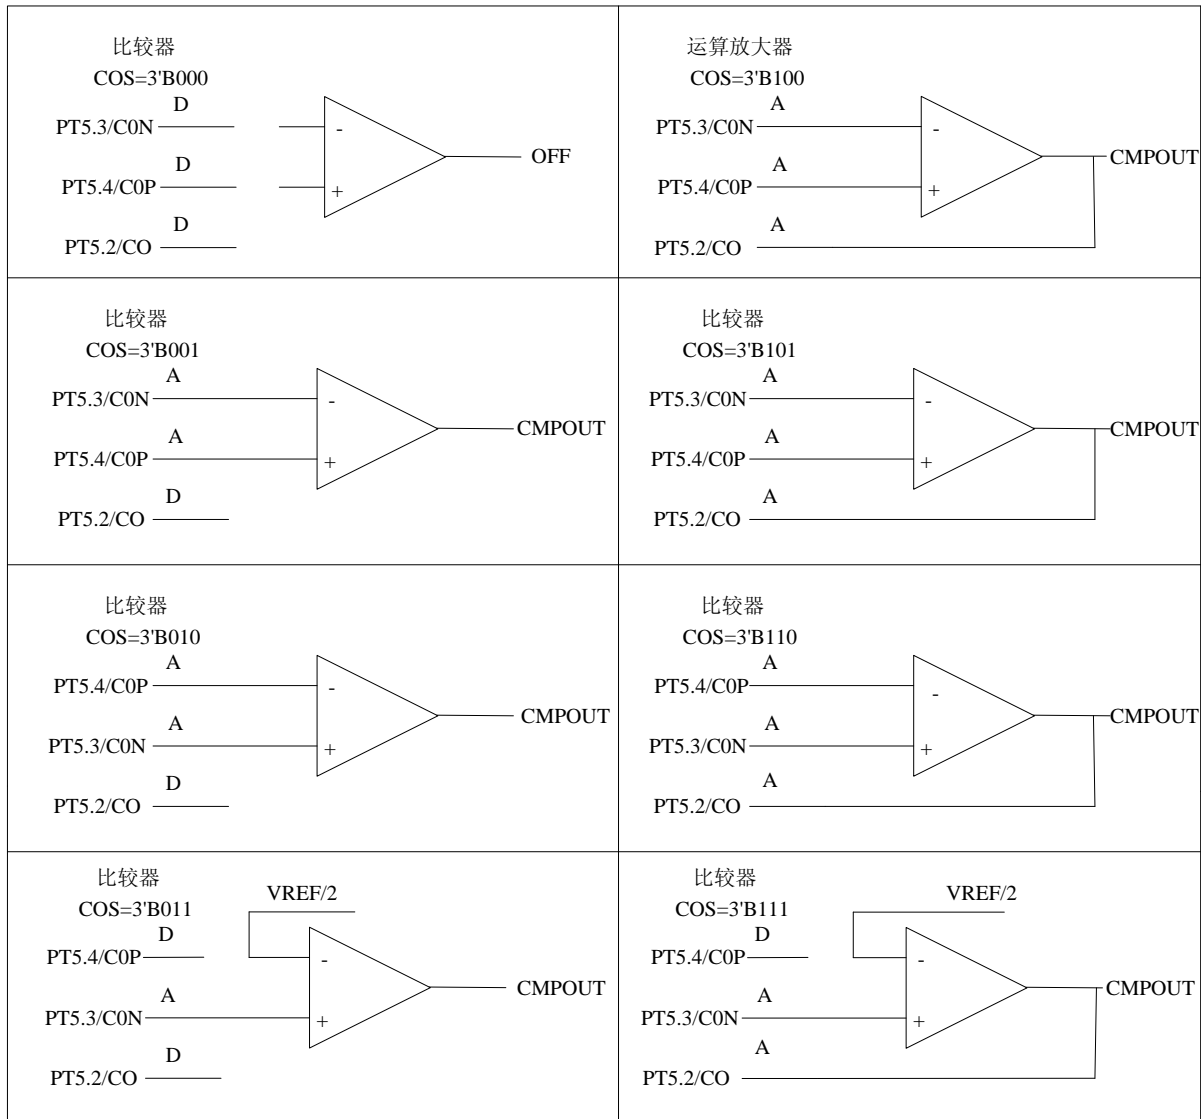 比较器
COS=3'B000
D
PT5.3/C0N
-
D
OFF
PT5.4/C0P
+
D
PT5.2/CO
运算放大器
COS=3'B100
A
PT5.3/C0N
-
A
CMPOUT
PT5.4/C0P
+
A
PT5.2/CO
比较器
COS=3'B001
A
PT5.3/C0N
-
A
CMPOUT
PT5.4/C0P
+
D
PT5.2/CO
比较器
COS=3'B101
A
PT5.3/C0N
-
A
CMPOUT
PT5.4/C0P
+
A
PT5.2/CO
比较器
COS=3'B010
A
PT5.4/C0P
-
A
CMPOUT
PT5.3/C0N
+
D
PT5.2/CO
比较器
COS=3'B110
A
PT5.4/C0P
-
A
CMPOUT
PT5.3/C0N
+
A
PT5.2/CO
比较器
VREF/2
COS=3'B011
D
PT5.4/C0P
-
A
CMPOUT
PT5.3/C0N
+
D
PT5.2/CO
比较器
VREF/2
COS=3'B111
D
PT5.4/C0P
-
A
CMPOUT
PT5.3/C0N
+
A
PT5.2/CO